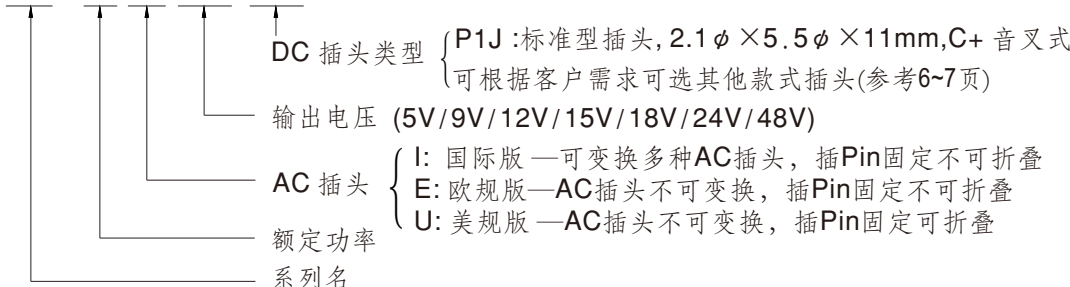 DC 插头类型
P1J :标准型插头, 2.1φ×5.5φ×11mm,C+ 音叉式
可根据客户需求可选其他款式插头(参考6~7页)
输出电压 (5V/9V/12V/15V/18V/24V/48V)
AC 插头
I: 国际版 —可变换多种AC插头，插Pin固定不可折叠
E: 欧规版—AC插头不可变换，插Pin固定不可折叠
U: 美规版 —AC插头不可变换，插Pin固定可折叠
额定功率
系列名